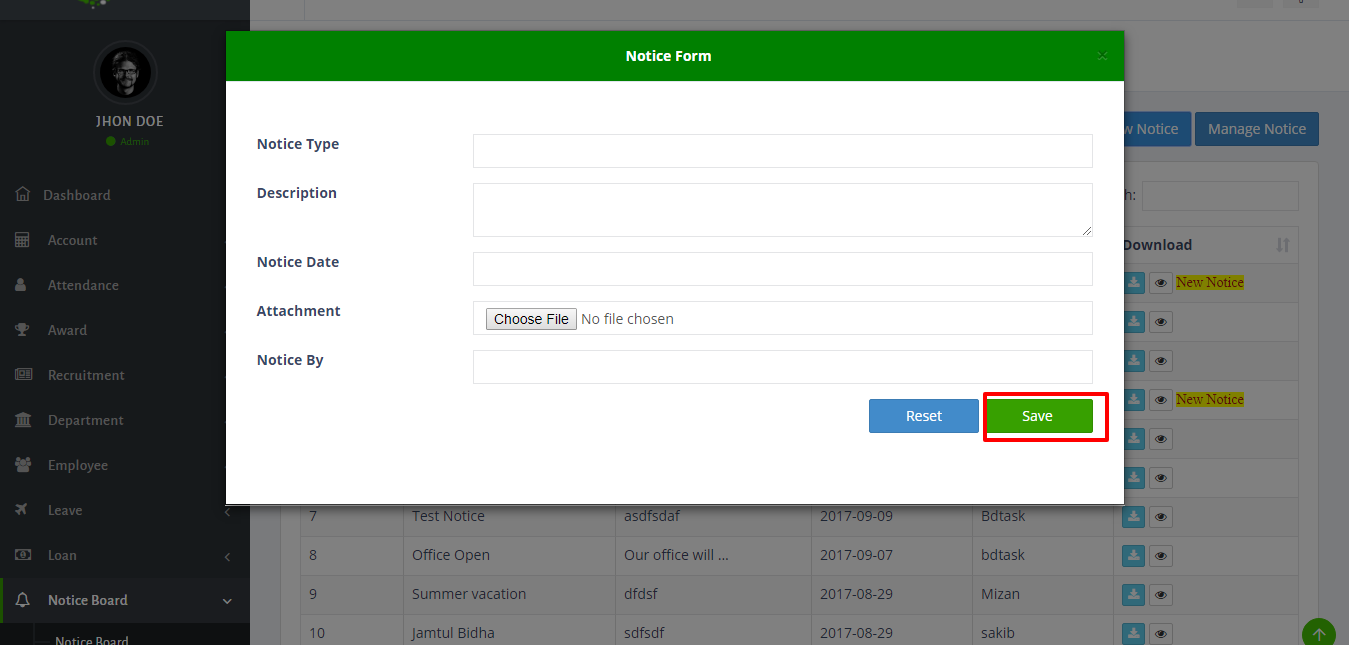 Notice Form
×
JHON DOE
Admin
Dashboard
Account
Attendance
Award
Recruitment
Department
Employee
Leave
Loan
Notice Board
Notice Board
Notice Type
Description
Notice Date
Attachment
Choose File No file chosen
Notice By
Reset Save
Notice Manage Notice
Download
New Notice
New Notice
7 Test Notice asdfsdaf 2017-09-09 Bdtask
8 Office Open Our office will ... 2017-09-07 bdtask
9 Summer vacation dfdsf 2017-08-29 Mizan
10 Jamtul Bidha sdfsdf 2017-08-29 sakib